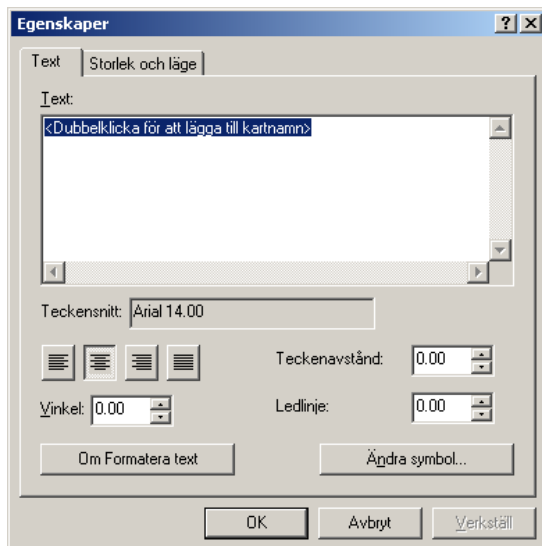 Egenskaper
Text Storlek och läge
Text:
<Dubbelklicka för att lägga till kartnamn>
Teckensnitt: Arial 14.00
Teckenavstånd: 0.00
Vinkel: 0.00 Ledlinje: 0.00
Om Formatera text Ändra symbol...
OK Avbryt Verkställ